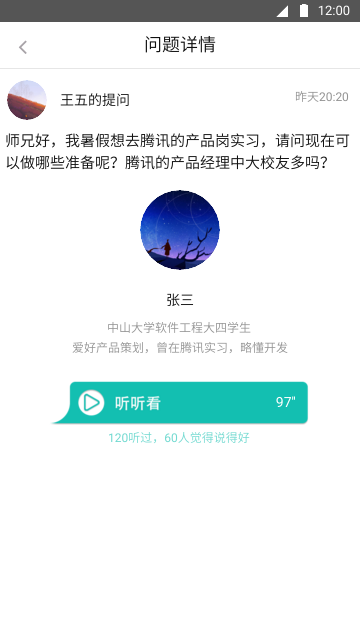 12:00
问题详情
王五的提问
昨天20:20
师兄好，我暑假想去腾讯的产品岗实习，请问现在可
以做哪些准备呢？腾讯的产品经理中大校友多吗？
张三
中山大学软件工程大四学生
爱好产品策划，曾在腾讯实习，略懂开发
听听看
97"
120听过，60人觉得说得好